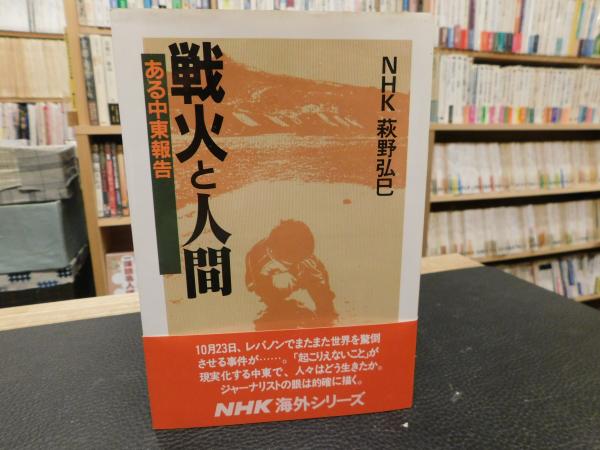 戦火と人間
ある中東報告
NHK 萩野弘巳
10月23日、レバノンでまたまた世界を驚倒
させる事件が……。「起こりえないこと」が
現実化する中東で、人々はどう生きたか。
ジャーナリストの眼は的確に描く。
NHK 海外シリーズ